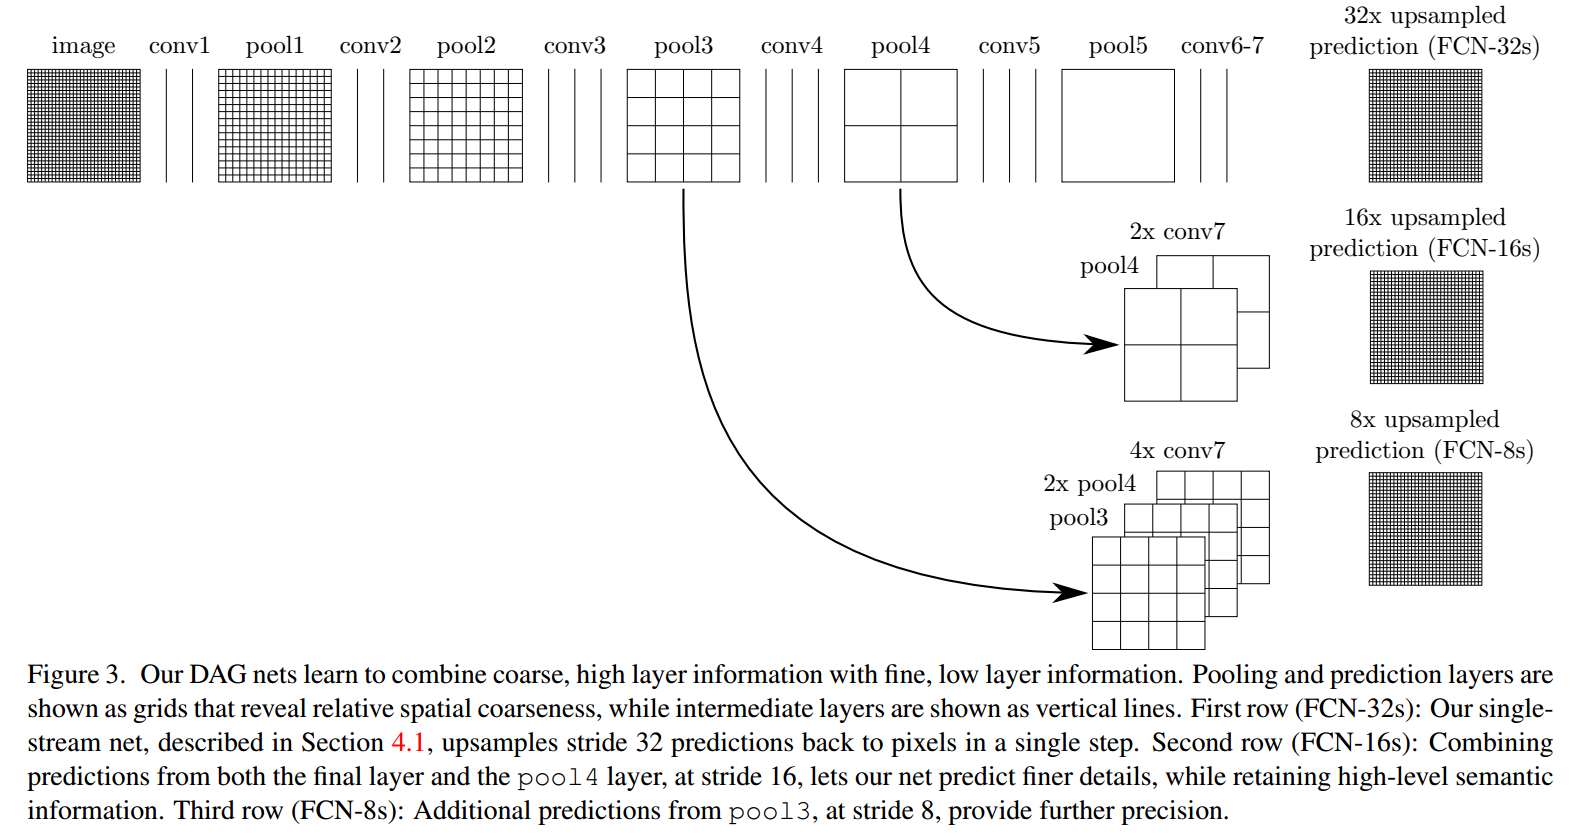 image conv1 pool1 conv2 pool2 conv3 pool3 conv4 pool4 conv5 pool5 conv6-7
32x upsampled
prediction (FCN-32s)
16x upsampled
prediction (FCN-16s)
2x conv7
pool4
8x upsampled
prediction (FCN-8s)
4x conv7
2x pool4
pool3
Figure 3. Our DAG nets learn to combine coarse, high layer information with fine, low layer information. Pooling and prediction layers are
shown as grids that reveal relative spatial coarseness, while intermediate layers are shown as vertical lines. First row (FCN-32s): Our single-
stream net, described in Section 4.1, upsamples stride 32 predictions back to pixels in a single step. Second row (FCN-16s): Combining
predictions from both the final layer and the pool4 layer, at stride 16, lets our net predict finer details, while retaining high-level semantic
information. Third row (FCN-8s): Additional predictions from pool3, at stride 8, provide further precision.